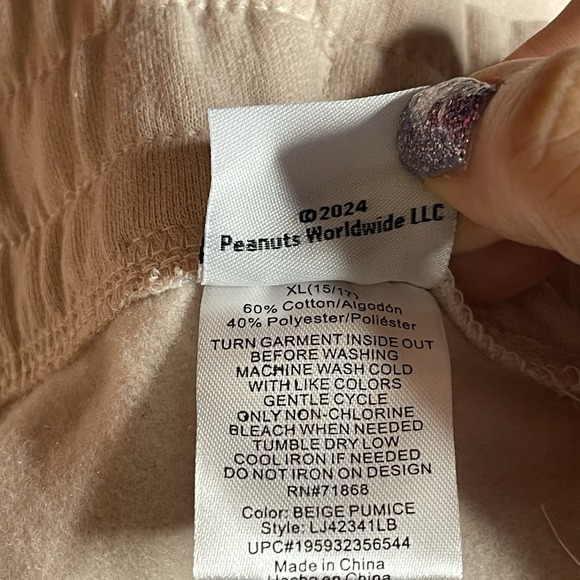 ©2024
Peanuts Worldwide LLC
XL(15/17)
60% Cotton/Algodón
40% Polyester/Poliéster
TURN GARMENT INSIDE OUT
BEFORE WASHING
MACHINE WASH COLD
WITH LIKE COLORS
GENTLE CYCLE
ONLY NON-CHLORINE
BLEACH WHEN NEEDED
TUMBLE DRY LOW
COOL IRON IF NEEDED
DO NOT IRON ON DESIGN
RN#71868
Color: BEIGE PUMICE
Style: LJ42341LB
UPC#195932356544
Made in China
Hecho en China